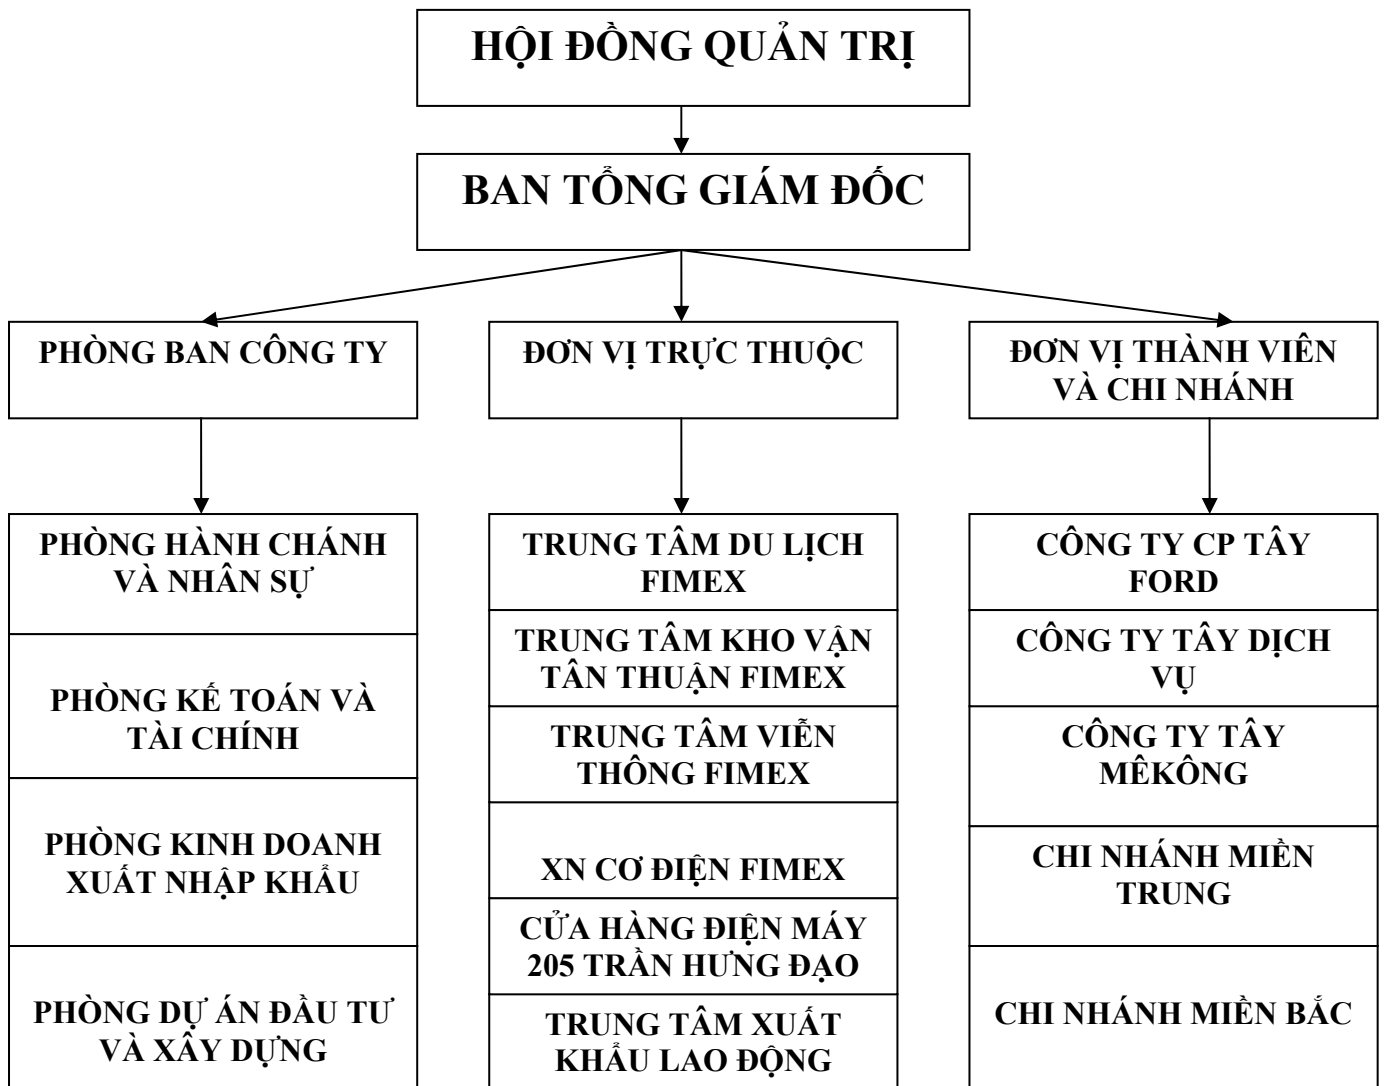 HỘI ĐỒNG QUẢN TRỊ
BAN TỔNG GIÁM ĐỐC
PHÒNG BAN CÔNG TY
ĐƠN VỊ TRỰC THUỘC
ĐƠN VỊ THÀNH VIÊN
VÀ CHI NHÁNH
PHÒNG HÀNH CHÁNH
VÀ NHÂN SỰ
PHÒNG KẾ TOÁN VÀ
TÀI CHÍNH
PHÒNG KINH DOANH
XUẤT NHẬP KHẨU
PHÒNG DỰ ÁN ĐẦU TƯ
VÀ XÂY DỰNG
TRUNG TÂM DU LỊCH
FIMEX
TRUNG TÂM KHO VẬN
TÂN THUẬN FIMEX
TRUNG TÂM VIỄN
THÔNG FIMEX
XN CƠ ĐIỆN FIMEX
CỬA HÀNG ĐIỆN MÁY
205 TRẦN HƯNG ĐẠO
TRUNG TÂM XUẤT
KHẨU LAO ĐỘNG
CÔNG TY CP TÂY
FORD
CÔNG TY TÂY DỊCH
VỤ
CÔNG TY TÂY
MÊKÔNG
CHI NHÁNH MIỀN
TRUNG
CHI NHÁNH MIỀN BẮC